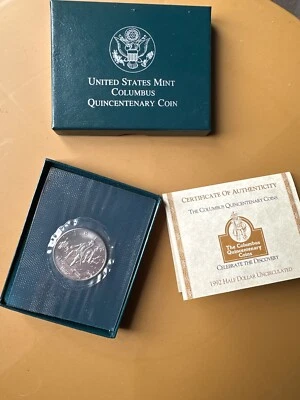 UNITED STATES MINT
COLUMBUS
QUINCENTENARY COIN
CERTIFICATE OF AUTHENTICITY
THE COLUMBUS QUINCENTENARY COINS
The Columbus
Quincentenary
Coins
CELEBRATE THE DISCOVERY
1992 HALF DOLLAR UNCIRCULATED